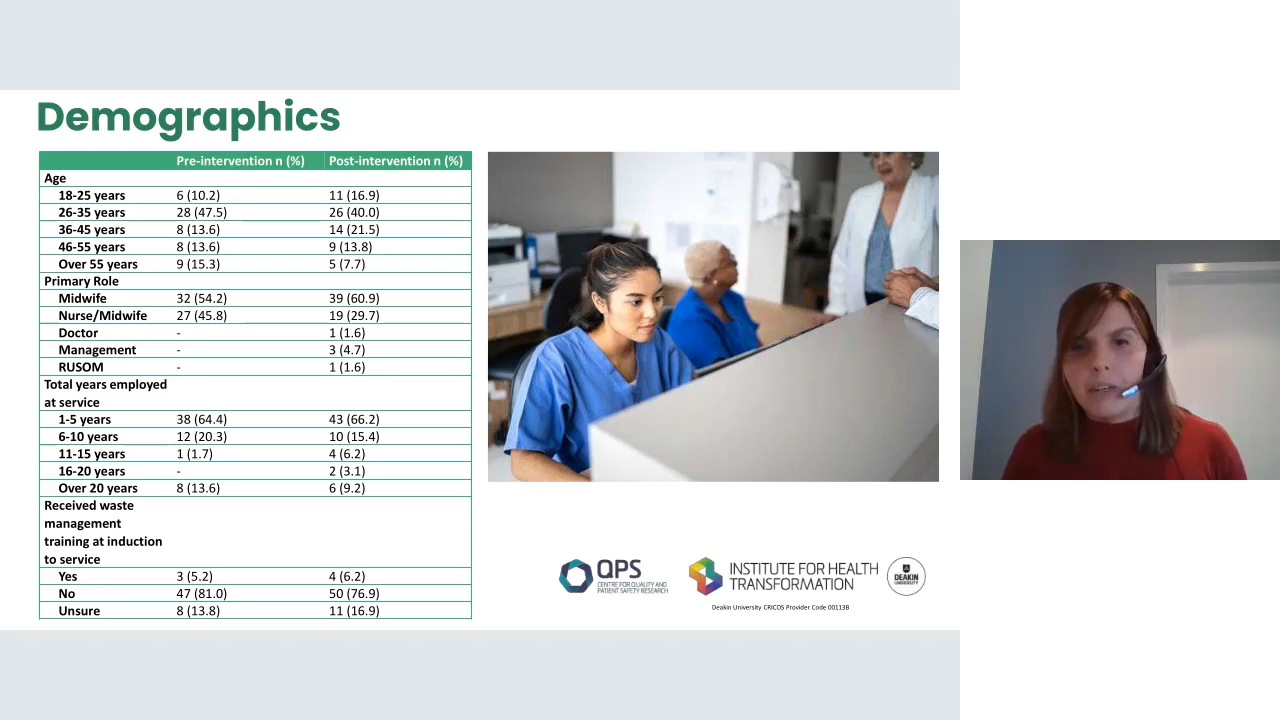 Demographics
Pre-intervention n (%) Post-intervention n (%)
Age
18-25 years 6 (10.2) 11 (16.9)
26-35 years 28 (47.5) 26 (40.0)
36-45 years 8 (13.6) 14 (21.5)
46-55 years 8 (13.6) 9 (13.8)
Over 55 years 9 (15.3) 5 (7.7)
Primary Role
Midwife 32 (54.2) 39 (60.9)
Nurse/Midwife 27 (45.8) 19 (29.7)
Doctor - 1 (1.6)
Management - 3 (4.7)
RUSOM - 1 (1.6)
Total years employed
at service
1-5 years 38 (64.4) 43 (66.2)
6-10 years 12 (20.3) 10 (15.4)
11-15 years 1 (1.7) 4 (6.2)
16-20 years - 2 (3.1)
Over 20 years 8 (13.6) 6 (9.2)
Received waste
management
training at induction
to service
Yes 3 (5.2) 4 (6.2)
No 47 (81.0) 50 (76.9)
Unsure 8 (13.8) 11 (16.9)
QPS
CENTRE FOR QUALITY AND
PATIENT SAFETY RESEARCH
INSTITUTE FOR HEALTH
TRANSFORMATION
DEAKIN
UNIVERSITY
Deakin University CRICOS Provider Code 00113B